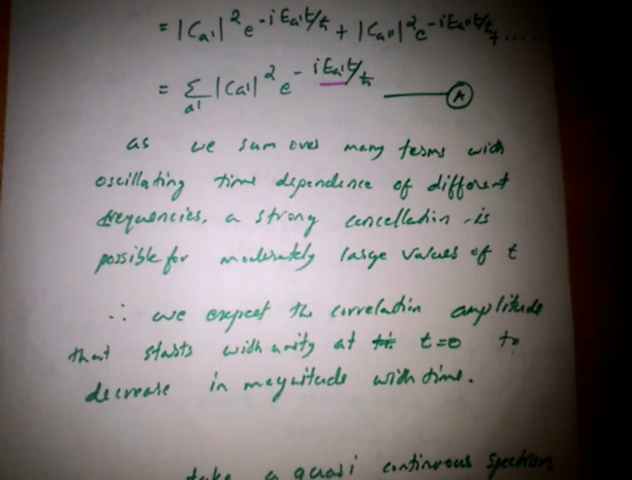 = |Ca'|² e^-iEa't/ħ + |Ca''|² e^-iEa''t/ħ + ....
= Σa' |Ca'|² e^-iEa't/ħ — A
as we sum over many terms with
oscillating time dependence of different
frequencies, a strong cancellation is
possible for moderately large values of t
∴ we expect the correlation amplitude
that starts with unity at t=0 to
decrease in magnitude with time.
take a quasi continuous spectrum